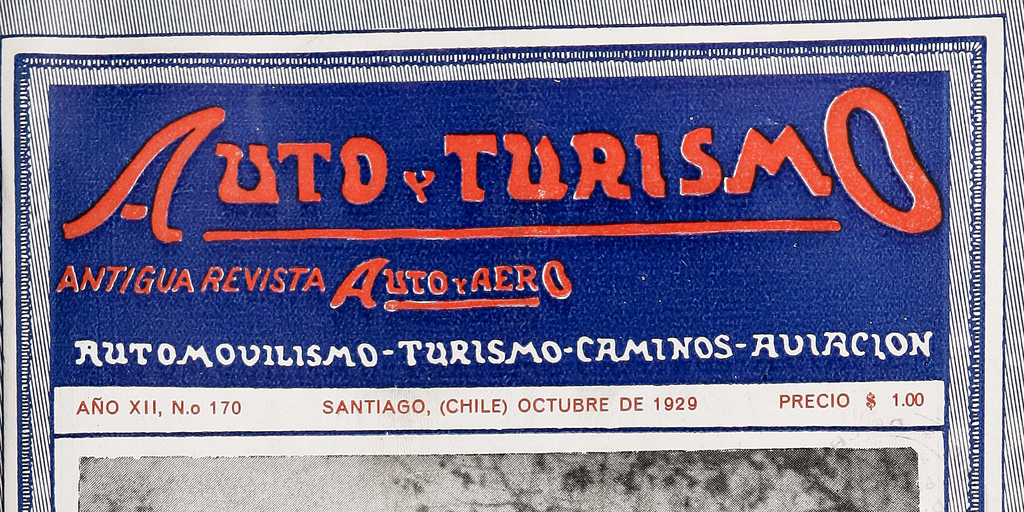 AUTO Y TURISMO
ANTIGUA REVISTA AUTO Y AERO
AUTOMOVILISMO-TURISMO-CAMINOS-AVIACION
AÑO XII, N.o 170 SANTIAGO, (CHILE) OCTUBRE DE 1929 PRECIO $ 1.00